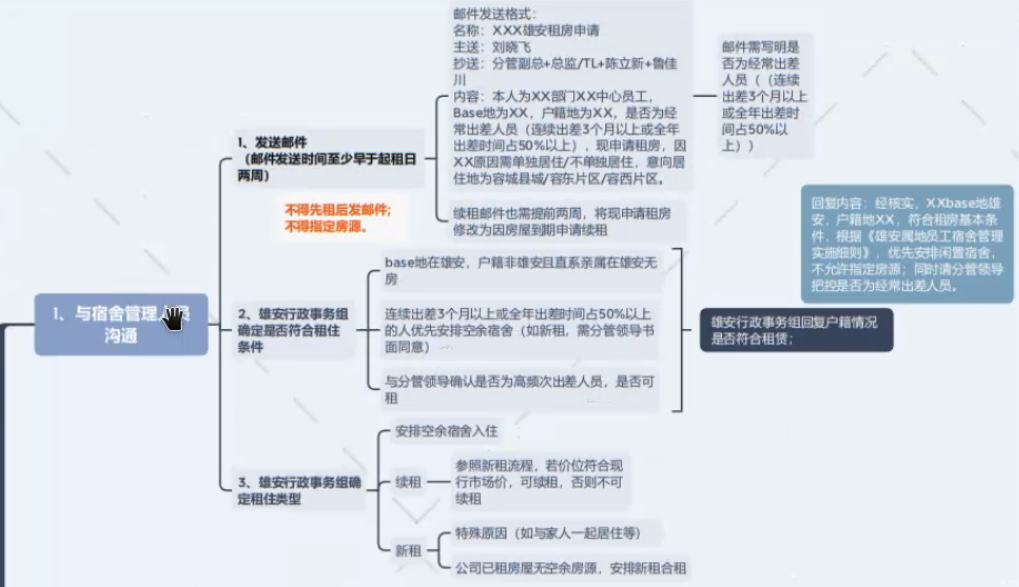 1、与宿舍管理人员
沟通
1、发送邮件
（邮件发送时间至少早于起租日
两周）
不得先租后发邮件；
不得指定房源。
邮件发送格式：
名称：XXX雄安租房申请
主送：刘晓飞
抄送：分管副总+总监/TL+陈立新+鲁佳
川
内容：本人为XX部门XX中心员工，
Base地为XX，户籍地为XX，是否为经
常出差人员（连续出差3个月以上或全年
出差时间占50%以上），现申请租房，因
XX原因需单独居住/不单独居住，意向居
住地为容城县城/容东片区/容西片区。
邮件需写明是
否为经常出差
人员（（连续
出差3个月以上
或全年出差时
间占50%以
上））
续租邮件也需提前两周，将现申请租房
修改为因房屋到期申请续租
2、雄安行政事务组
确定是否符合租住
条件
base地在雄安，户籍非雄安且直系亲属在雄安无
房
连续出差3个月以上或全年出差时间占50%以上
的人优先安排空余宿舍（如新租，需分管领导书
面同意）
与分管领导确认是否为高频次出差人员，是否可
租
雄安行政事务组回复户籍情况
是否符合租赁；
回复内容：经核实，XXbase地雄
安，户籍地XX，符合租房基本条
件，根据《雄安属地员工宿舍管理
实施细则》，优先安排闲置宿舍，
不允许指定房源；同时请分管领导
把控是否为经常出差人员。
3、雄安行政事务组确
定租住类型
安排空余宿舍入住
续租
参照新租流程，若价位符合现
行市场价，可续租，否则不可
续租
新租
特殊原因（如与家人一起居住等）
公司已租房屋无空余房源，安排新租合租